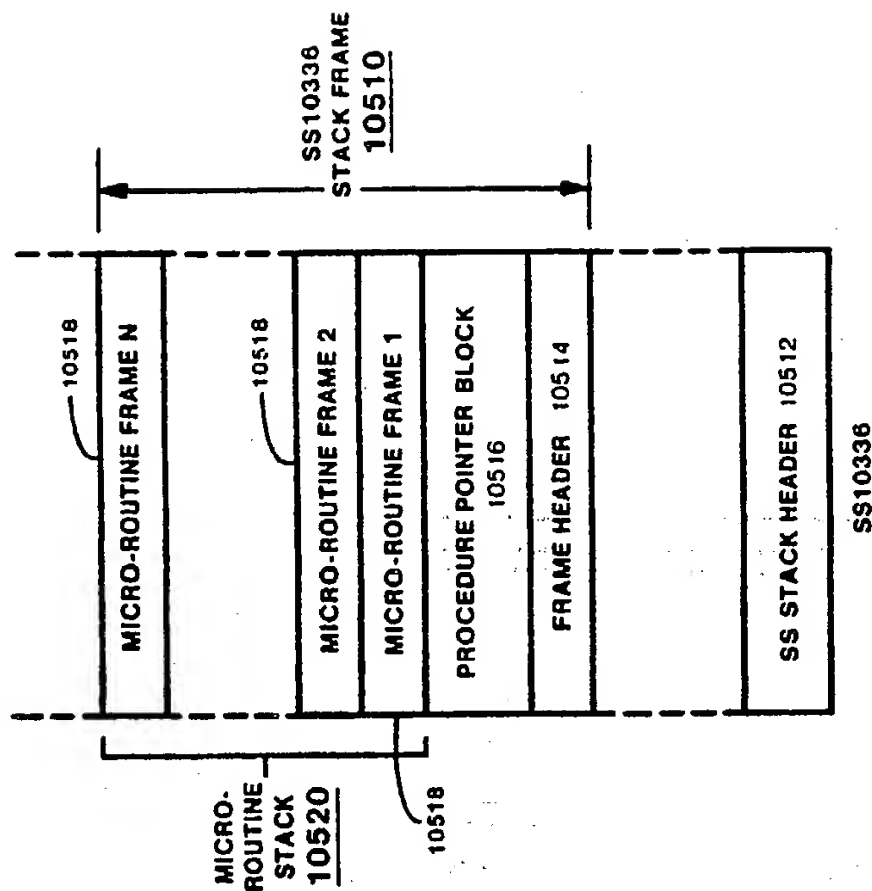 10518
MICRO-ROUTINE FRAME N
10518
MICRO-ROUTINE FRAME 2
MICRO-ROUTINE FRAME 1
PROCEDURE POINTER BLOCK
10516
FRAME HEADER 10514
SS STACK HEADER 10512
SS10336
SS10336
STACK FRAME
10510
MICRO-
ROUTINE
STACK
10520
10518